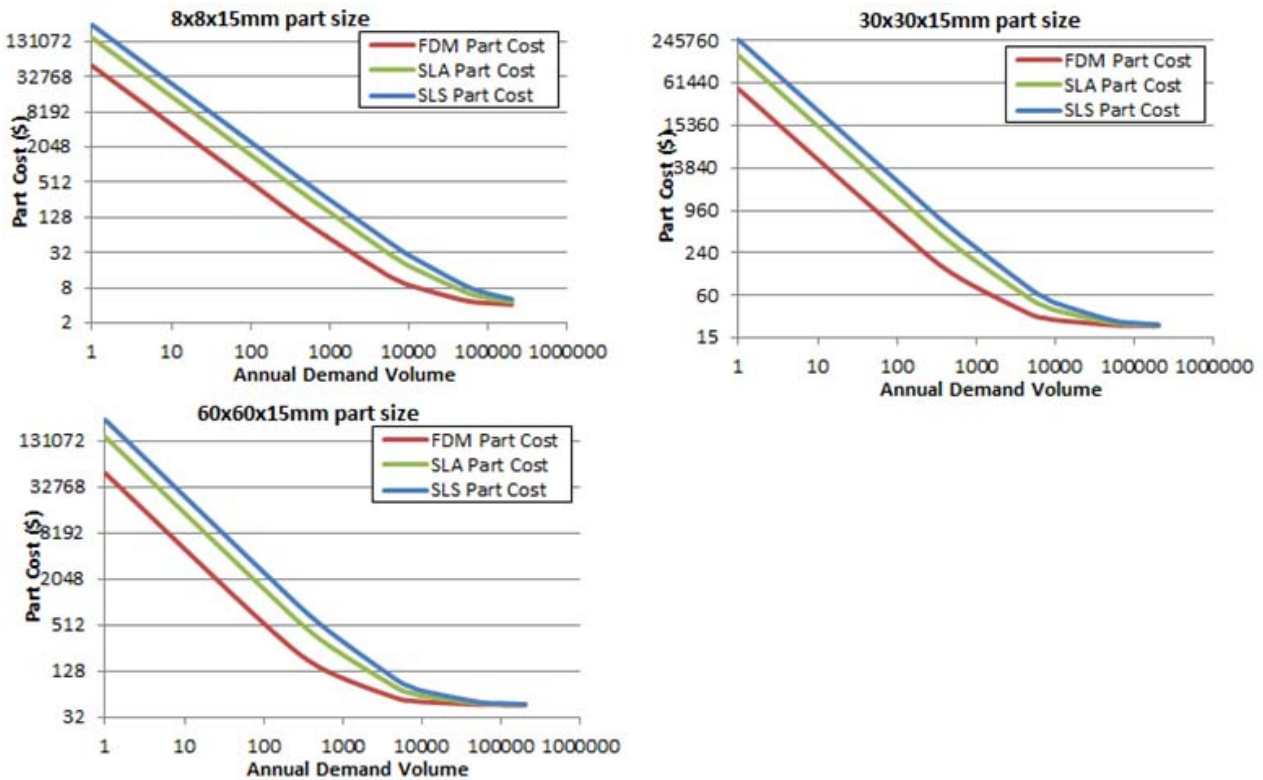 8x8x15mm part size
131072
32768
8192
2048
512
128
32
8
2
Part Cost ($)
FDM Part Cost
SLA Part Cost
SLS Part Cost
1 10 100 1000 10000 100000 1000000
Annual Demand Volume
30x30x15mm part size
245760
61440
15360
3840
960
240
60
15
Part Cost ($)
FDM Part Cost
SLA Part Cost
SLS Part Cost
1 10 100 1000 10000 100000 1000000
Annual Demand Volume
60x60x15mm part size
131072
32768
8192
2048
512
128
32
Part Cost ($)
FDM Part Cost
SLA Part Cost
SLS Part Cost
1 10 100 1000 10000 100000 1000000
Annual Demand Volume